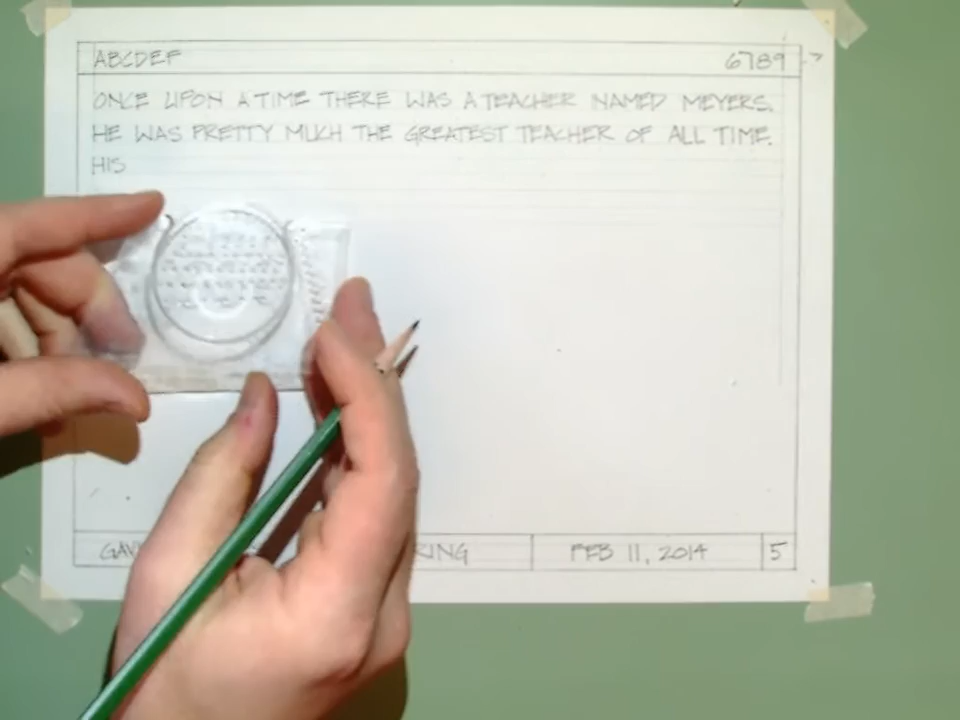 ABCDEF 6789
ONCE UPON A TIME THERE WAS A TEACHER NAMED MEYERS.
HE WAS PRETTY MUCH THE GREATEST TEACHER OF ALL TIME.
HIS
FEB 11, 2014 5